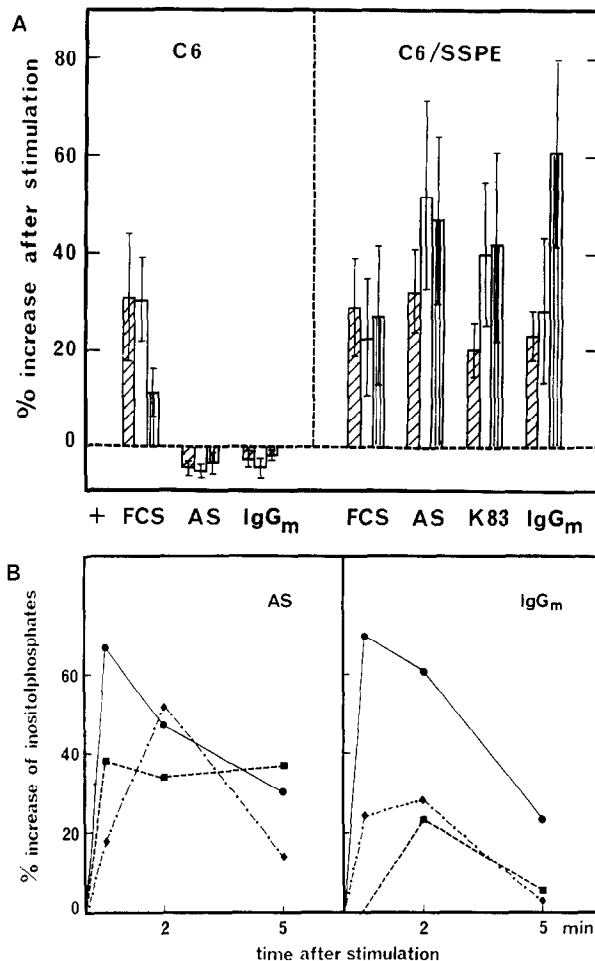 A
C6
C6/SSPE
% increase after stimulation
80
60
40
20
0
+ FCS AS IgGm FCS AS K83 IgGm
B
AS
IgGm
% increase of inositolphosphates
60
40
20
0
2 5 2 5 min
time after stimulation